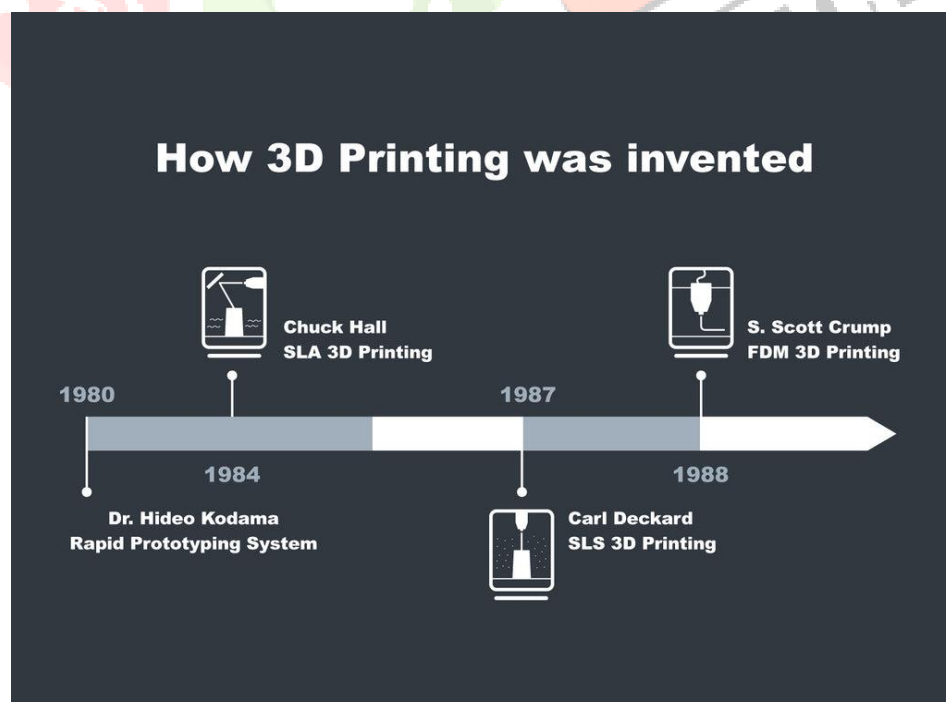 How 3D Printing was invented
Chuck Hall
SLA 3D Printing
S. Scott Crump
FDM 3D Printing
1980
1987
1984
1988
Dr. Hideo Kodama
Rapid Prototyping System
Carl Deckard
SLS 3D Printing